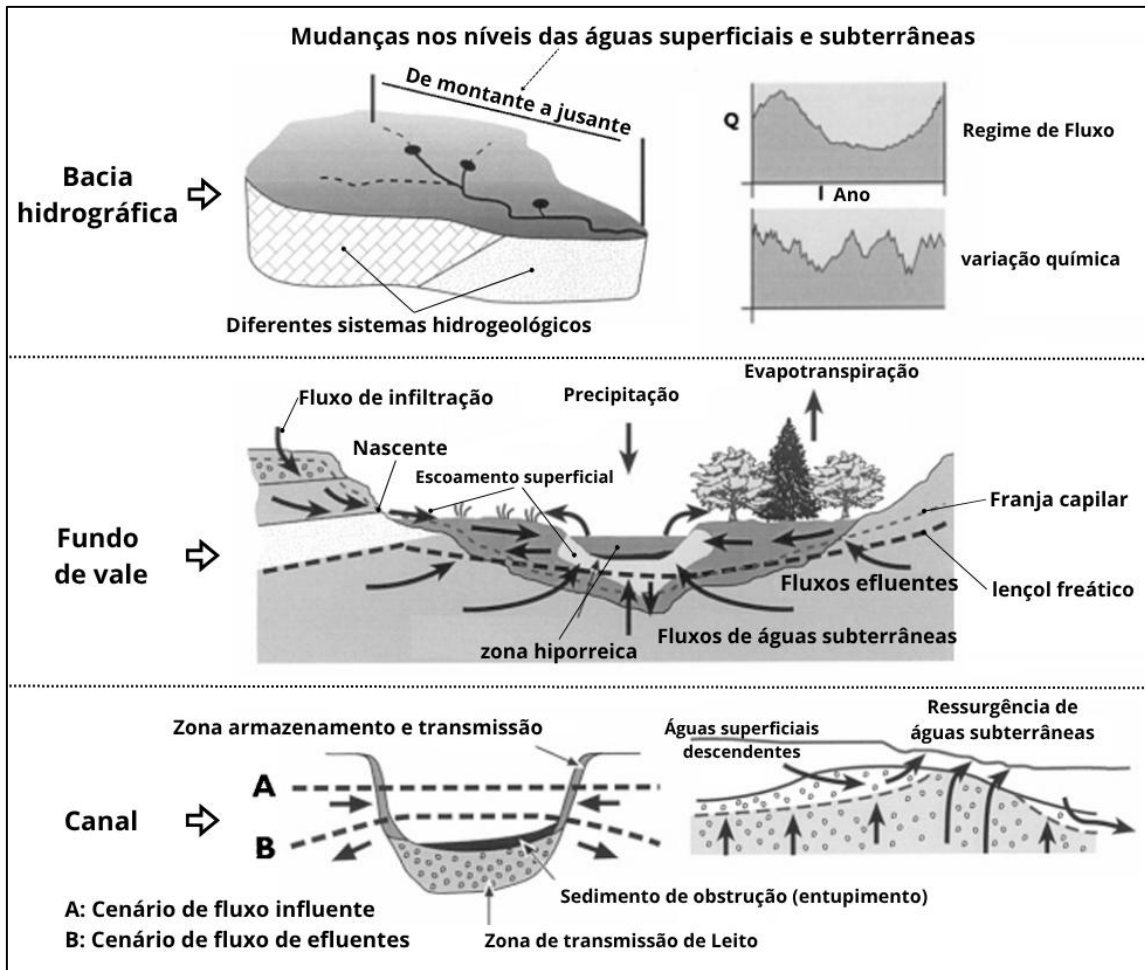 Mudanças nos níveis das águas superficiais e subterrâneas
De montante a jusante
Bacia
hidrográfica
Q
Regime de Fluxo
I Ano
variação química
Diferentes sistemas hidrogeológicos
Evapotranspiração
Fluxo de infiltração
Precipitação
Nascente
Escoamento superficial
Franja capilar
Fundo
de vale
Fluxos efluentes
lençol freático
Fluxos de águas subterrâneas
zona hiporreica
Zona armazenamento e transmissão
Águas superficiais
descendentes
Ressurgência de
águas subterrâneas
A
Canal
B
Sedimento de obstrução (entupimento)
A: Cenário de fluxo influente
B: Cenário de fluxo de efluentes
Zona de transmissão de Leito